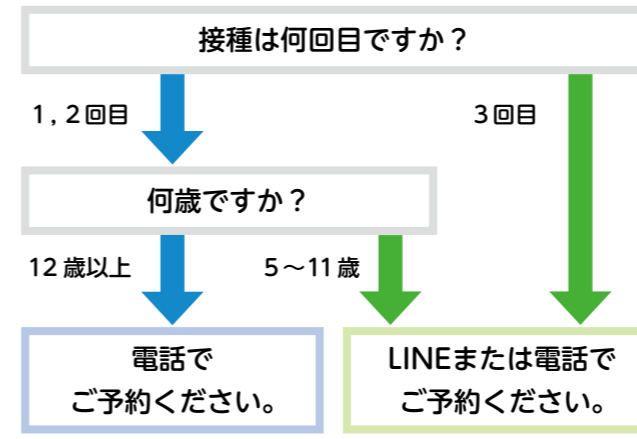 接種は何回目ですか？
1，2回目
3回目
何歳ですか？
12歳以上
5～11歳
電話で
ご予約ください。
LINEまたは電話で
ご予約ください。